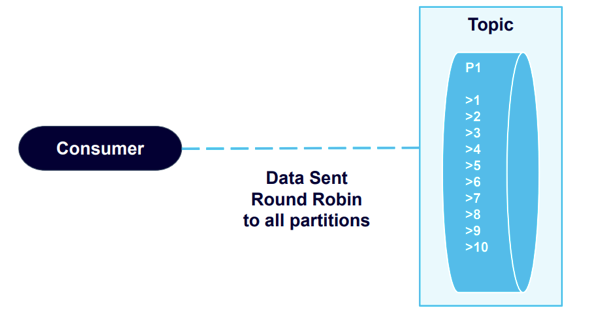 Topic
P1
>1
>2
>3
>4
>5
>6
>7
>8
>9
>10
Consumer
Data Sent
Round Robin
to all partitions